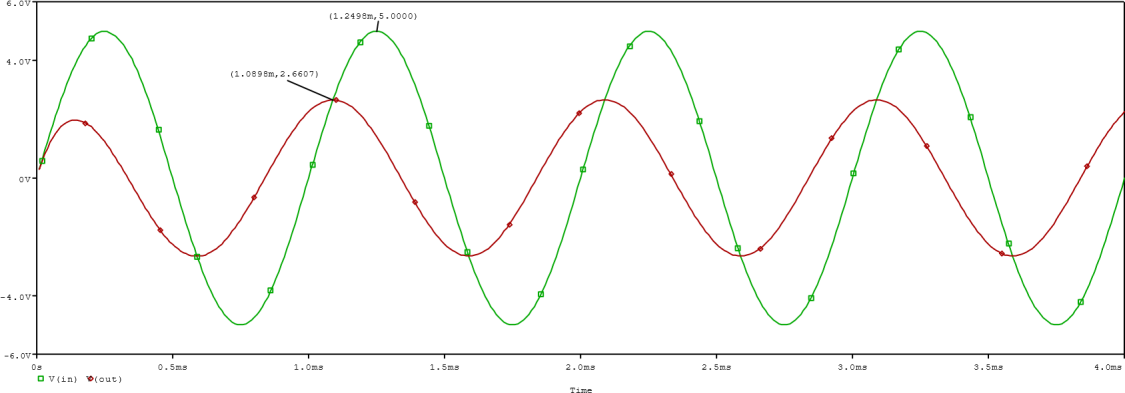 6.0V
(1.2498m,5.0000)
4.0V
(1.0898m,2.6607)
0V
-4.0V
-6.0V
0s 0.5ms 1.0ms 1.5ms 2.0ms 2.5ms 3.0ms 3.5ms 4.0ms
V(in) V(out)
Time